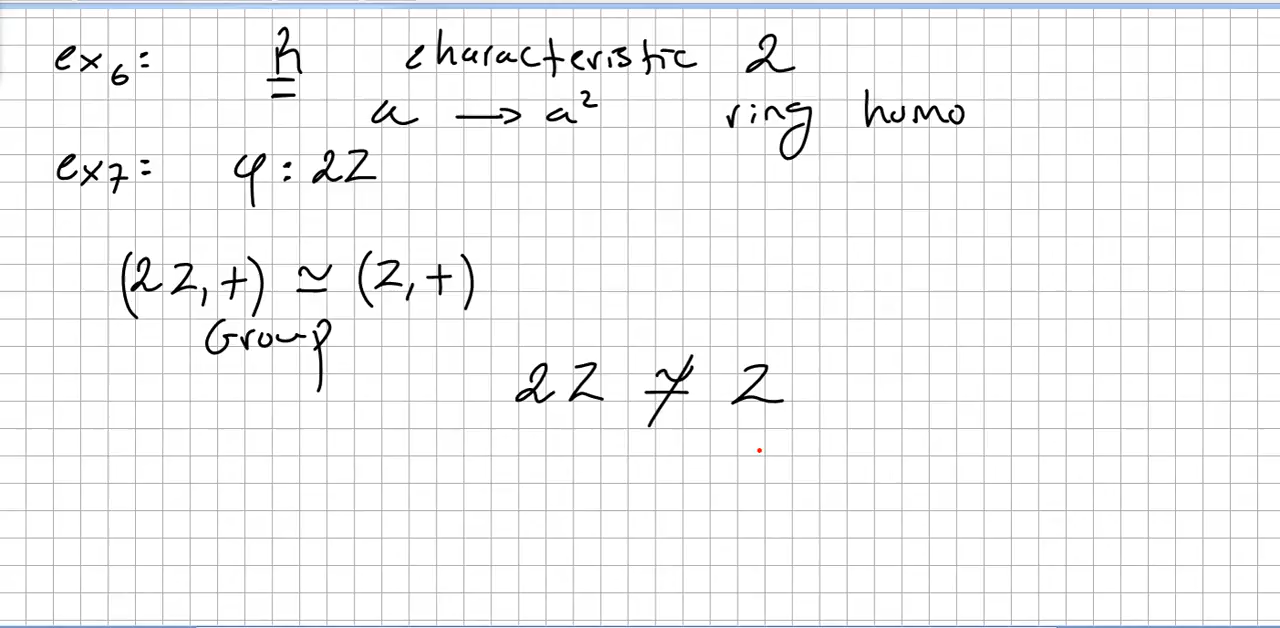 ex6: R characteristic 2
a → a² ring homo
ex7: φ: 2Z
(2Z,+) ≃ (Z,+)
Group
2Z ≄ Z